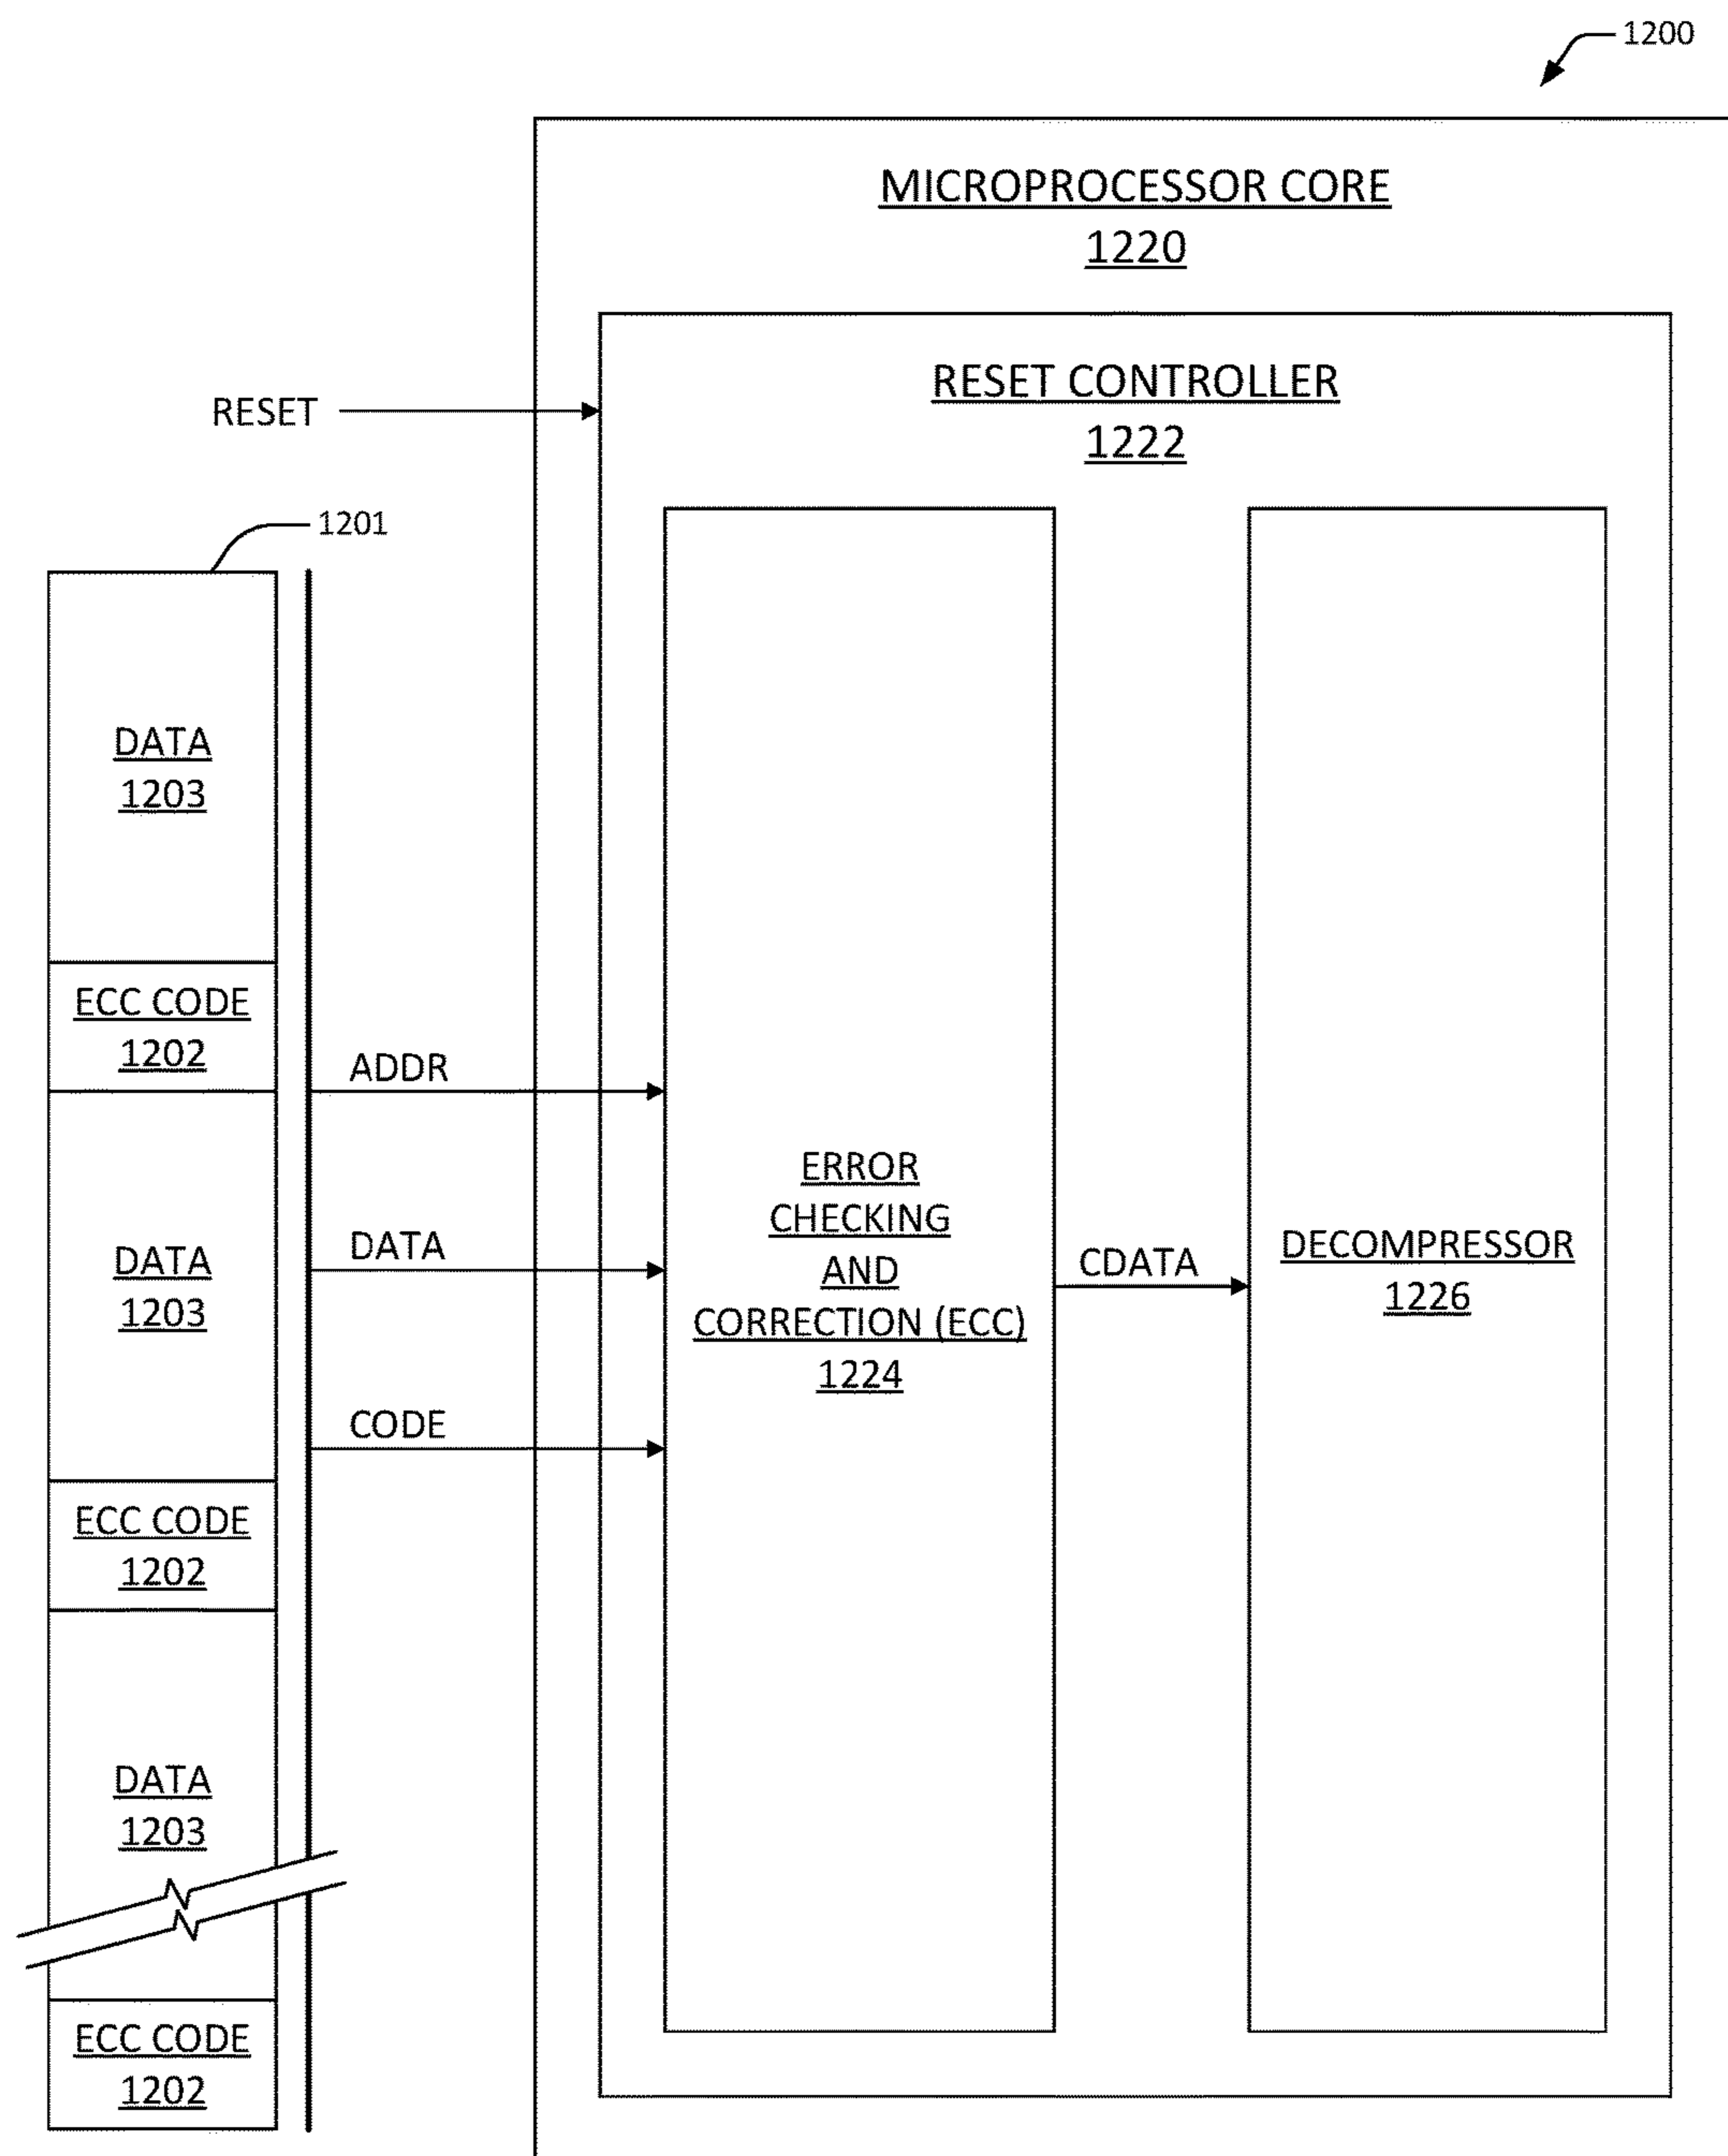 1200
MICROPROCESSOR CORE
1220
RESET CONTROLLER
1222
RESET
1201
DATA
1203
ECC CODE
1202
ADDR
DATA
1203
DATA
CODE
ERROR
CHECKING
AND
CORRECTION (ECC)
1224
CDATA
DECOMPRESSOR
1226
ECC CODE
1202
DATA
1203
ECC CODE
1202